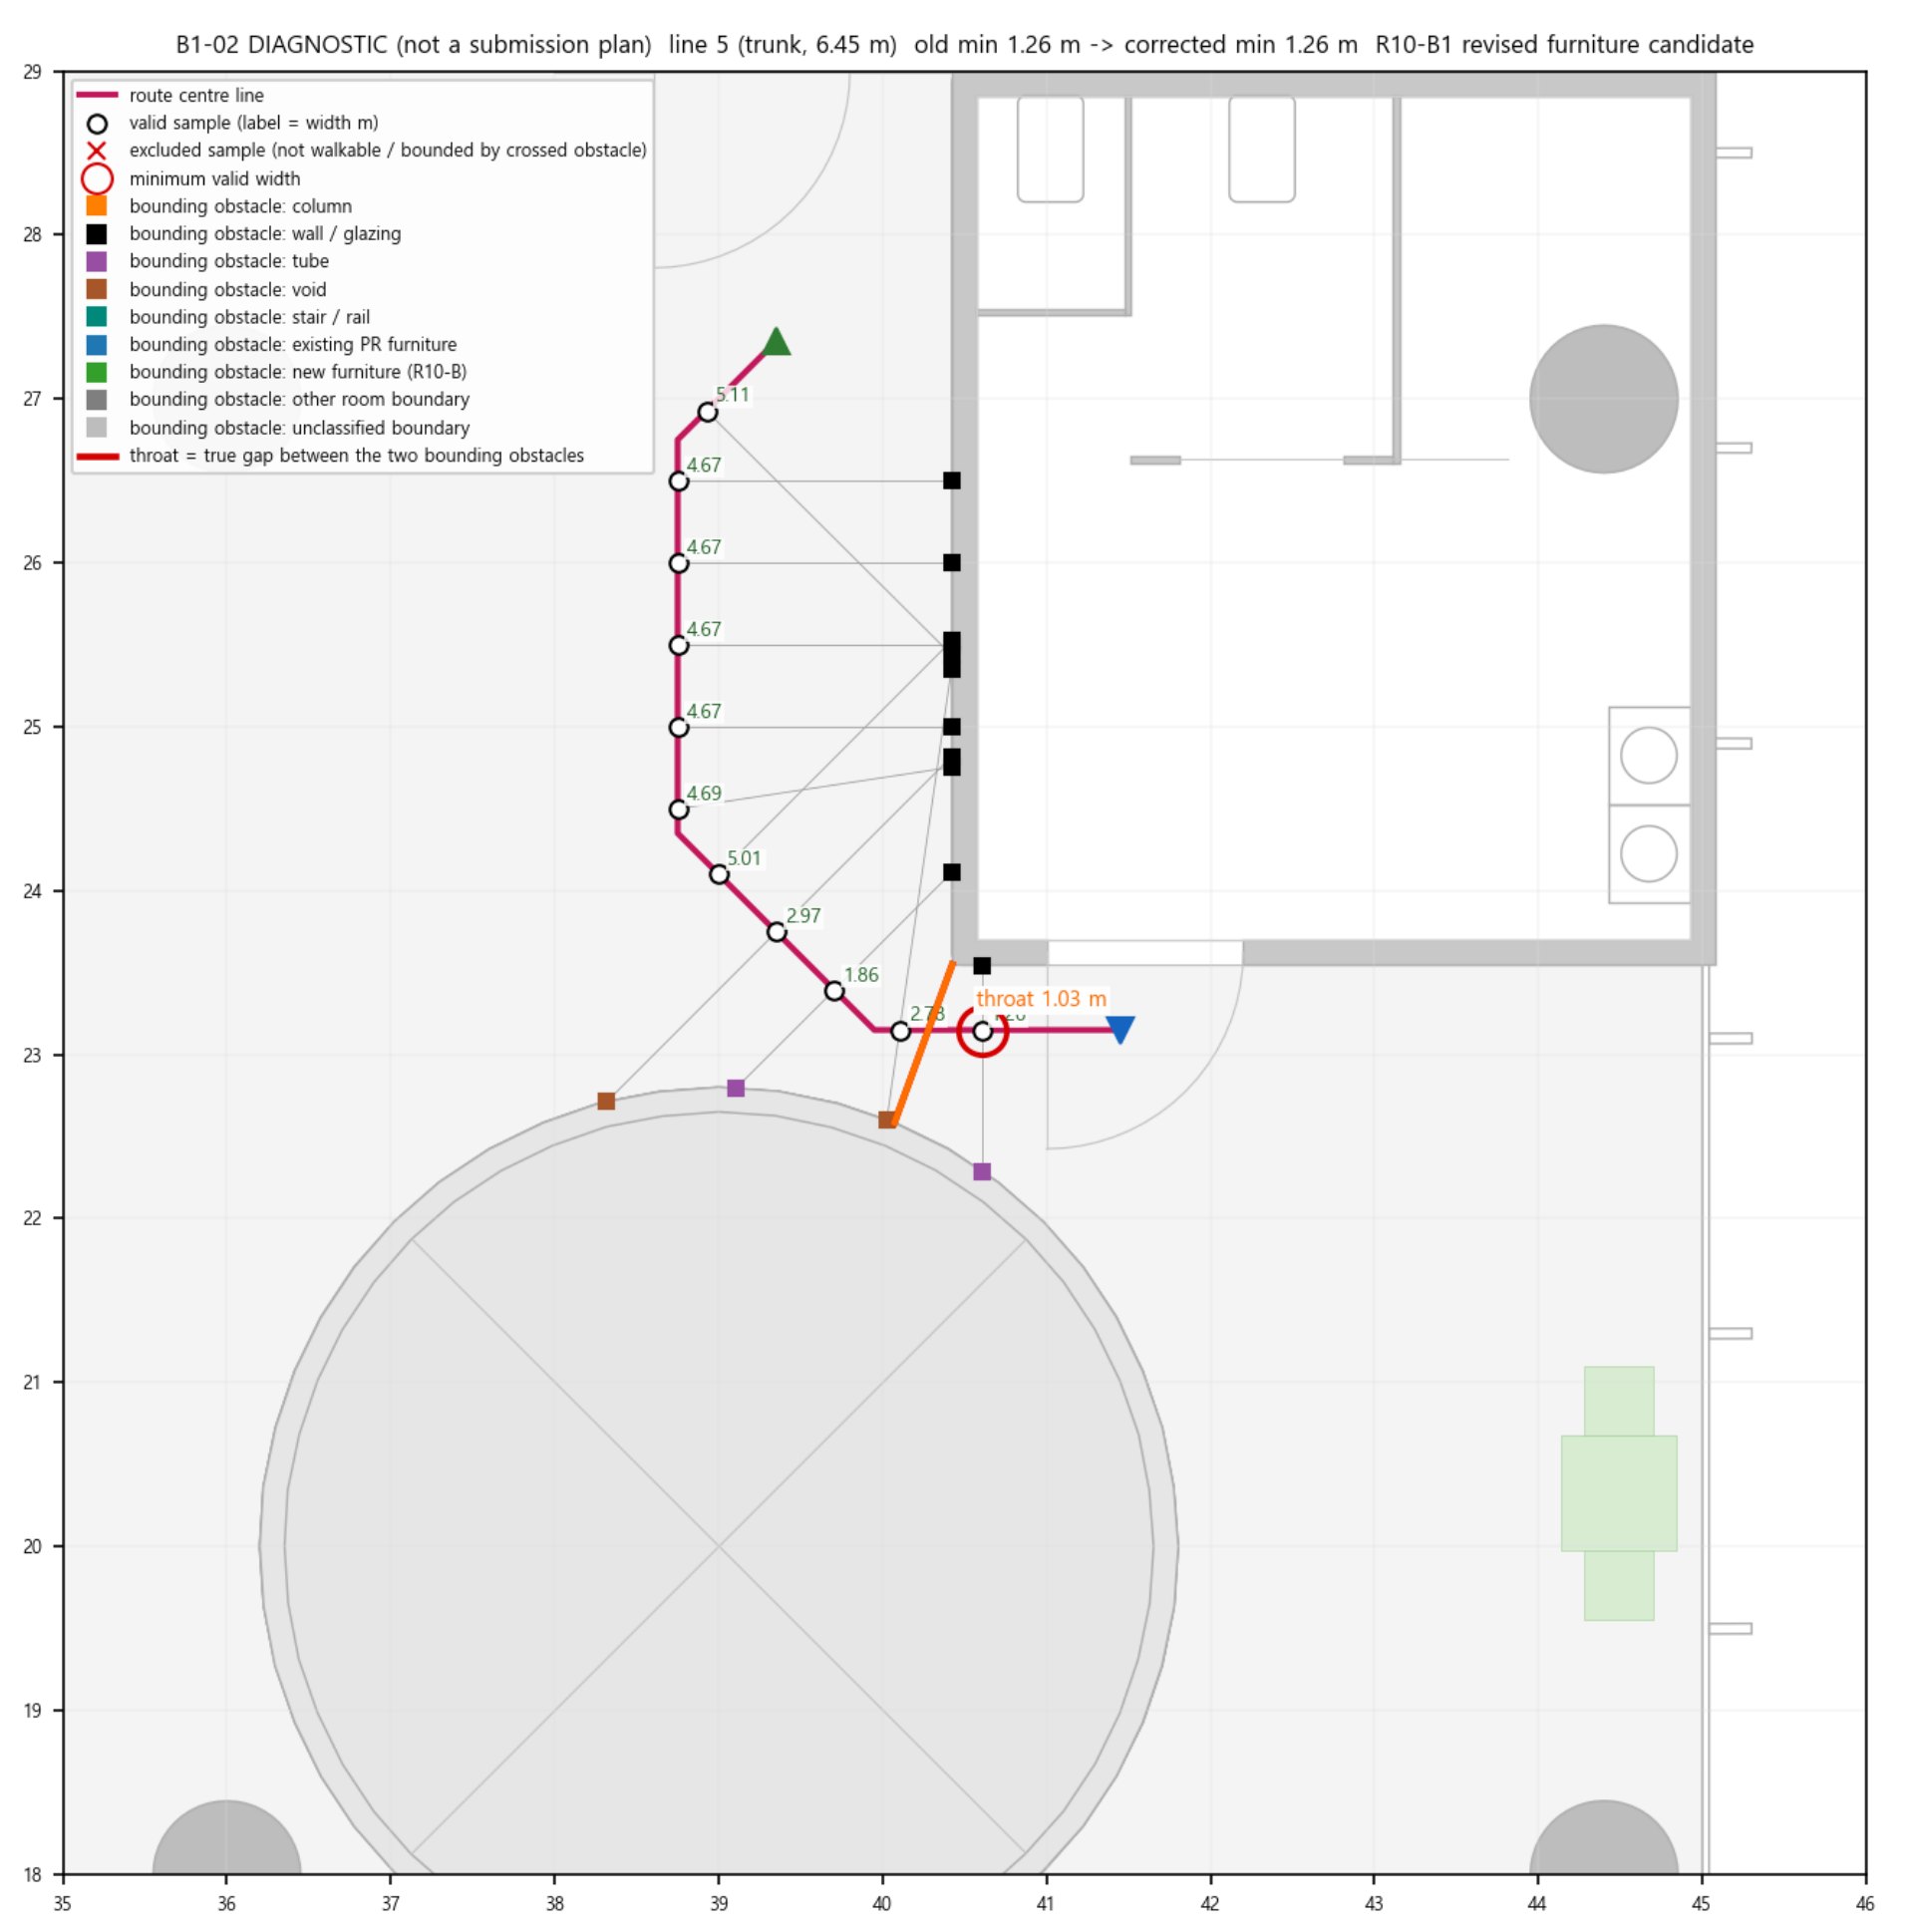 B1-02 DIAGNOSTIC (not a submission plan) line 5 (trunk, 6.45 m) old min 1.26 m -> corrected min 1.26 m R10-B1 revised furniture candidate
route centre line
valid sample (label = width m)
excluded sample (not walkable / bounded by crossed obstacle)
minimum valid width
bounding obstacle: column
bounding obstacle: wall / glazing
bounding obstacle: tube
bounding obstacle: void
bounding obstacle: stair / rail
bounding obstacle: existing PR furniture
bounding obstacle: new furniture (R10-B)
bounding obstacle: other room boundary
bounding obstacle: unclassified boundary
throat = true gap between the two bounding obstacles
29
28
27
26
25
24
23
22
21
20
19
18
5.11
4.67
4.67
4.67
4.67
4.69
5.01
2.97
1.86
throat 1.03 m
35
36
37
38
39
40
41
42
43
44
45
46